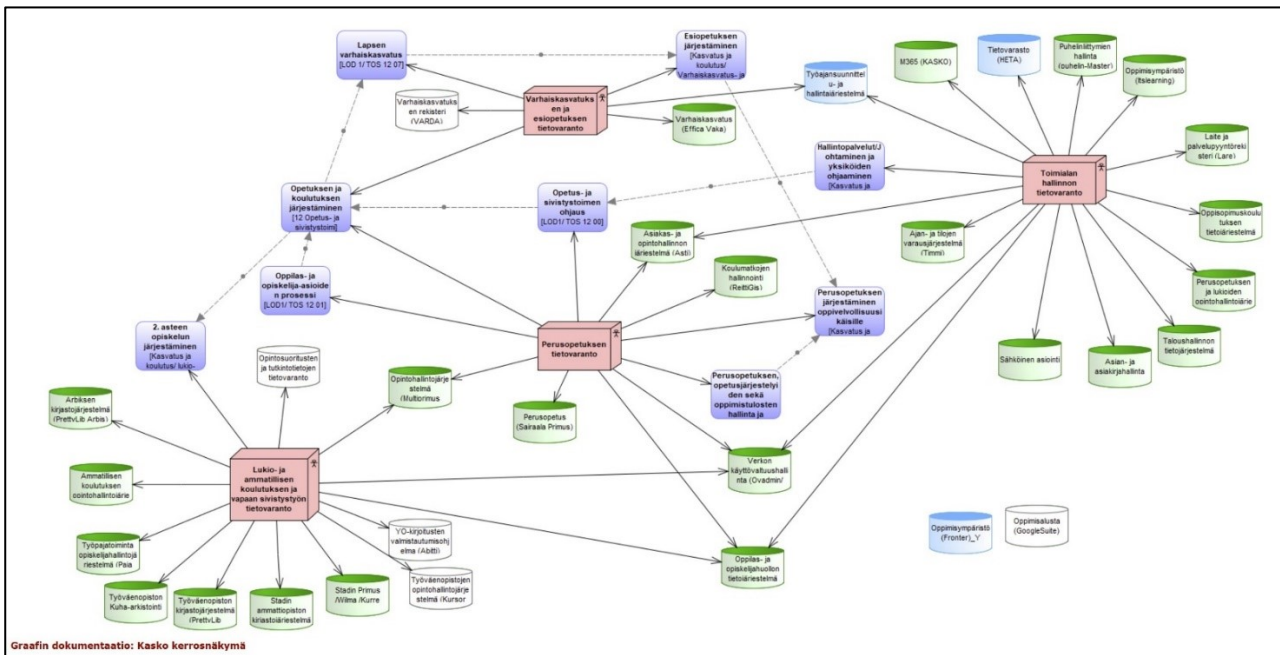 Lapsen
varhaiskasvatus
[LOD 1/ TOS 12 07]
Esiopetuksen
järjestäminen
[Kasvatus ja
koulutus/
Varhaiskasvatus- ja
M365 (KASKO)
Tietovarasto
(HETA)
Puhelinliittymien
hallinta
(puhelin-Master)
Oppimisympäristö
(Itslearning)
Työajansuunnittel
u- ja
hallintajärjestelmä
Varhaiskasvatuks
en rekisteri
(VARDA)
Varhaiskasvatuks
en ja
esiopetuksen
tietovaranto
Varhaiskasvatus
(Effica Vaka)
Laite ja
palvelupyyntöreki
steri (Lare)
Hallintopalvelut/J
ohtaminen ja
yksiköiden
ohjaaminen
[Kasvatus ja
Toimialan
hallinnon
tietovaranto
Opetuksen ja
koulutuksen
järjestäminen
[12 Opetus- ja
sivistystoimi]
Opetus- ja
sivistystoimen
ohjaus
[LOD1/ TOS 12 00]
Asiakas- ja
opintohallinnon
järjestelmä (Asti)
Ajan- ja tilojen
varausjärjestelmä
(Timmi)
Oppisopimuskoulu
tuksen
tietojärjestelmä
Oppilas- ja
opiskelija-asioide
n prosessi
[LOD1/ TOS 12 01]
Koulumatkojen
hallinnointi
(ReittiGis)
Perusopetuksen
järjestäminen
oppivelvollisuusi
käisille
[Kasvatus ja
Perusopetuksen
ja lukioiden
opintohallintojärje
2. asteen
opiskelun
järjestäminen
[Kasvatus ja
koulutus/ lukio-
Opintosuoritusten
ja tutkintotietojen
tietovaranto
Perusopetuksen
tietovaranto
Sähköinen asiointi
Asian- ja
asiakirjahallinta
Taloushallinnon
tietojärjestelmä
Opintohallintojärje
stelmä
(Multiprimus
Perusopetuksen,
opetusjärjestelyi
den sekä
oppimistulosten
hallinta ja
Arbiksen
kirjastojärjestelmä
(PrettyLib Arbis)
Perusopetus
(Sairaala Primus)
Lukio- ja
ammatillisen
koulutuksen ja
vapaan sivistystyön
tietovaranto
Verkon
käyttövaltuushalli
nta (Ovadmin/
Ammatillisen
koulutuksen
opintohallintojärje
Oppimisympäristö
(Fronter)_Y
Oppimisalusta
(GoogleSuite)
Työpajatoiminta
opiskelijahallintojä
rjestelmä (Paja
YO-kirjoitusten
valmistautumisohj
elma (Abitti)
Oppilas- ja
opiskelijahuollon
tietojärjestelmä
Työväenopiston
Kuha-arkistointi
Työväenopiston
kirjastojärjestelmä
(PrettyLib
Stadin
ammattiopiston
kirjastojärjestelmä
Stadin Primus
/Wilma /Kurre
Työväenopistojen
opintohallintojärje
stelmä (Kursor
Graafin dokumentaatio: Kasko kerrosnäkymä